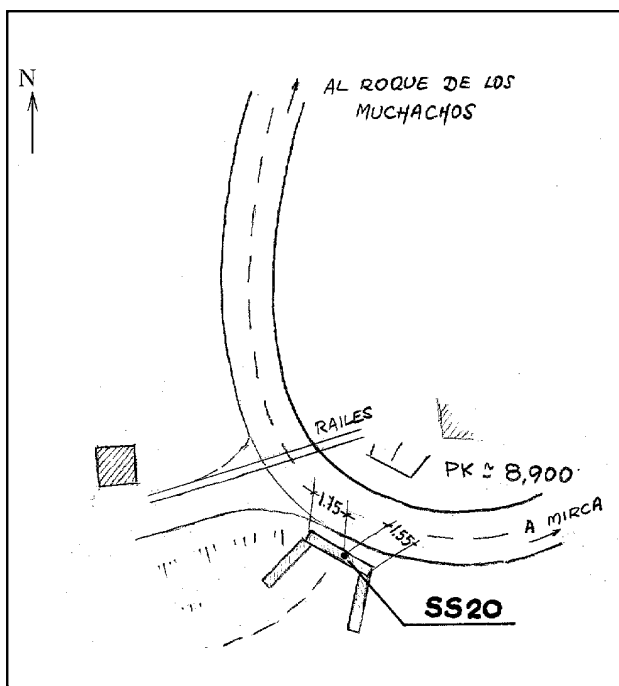 N
AL ROQUE DE LOS
MUCHACHOS
RAILES
PK ≃ 8,900
1.75
1.55
A MIRCA
SS20